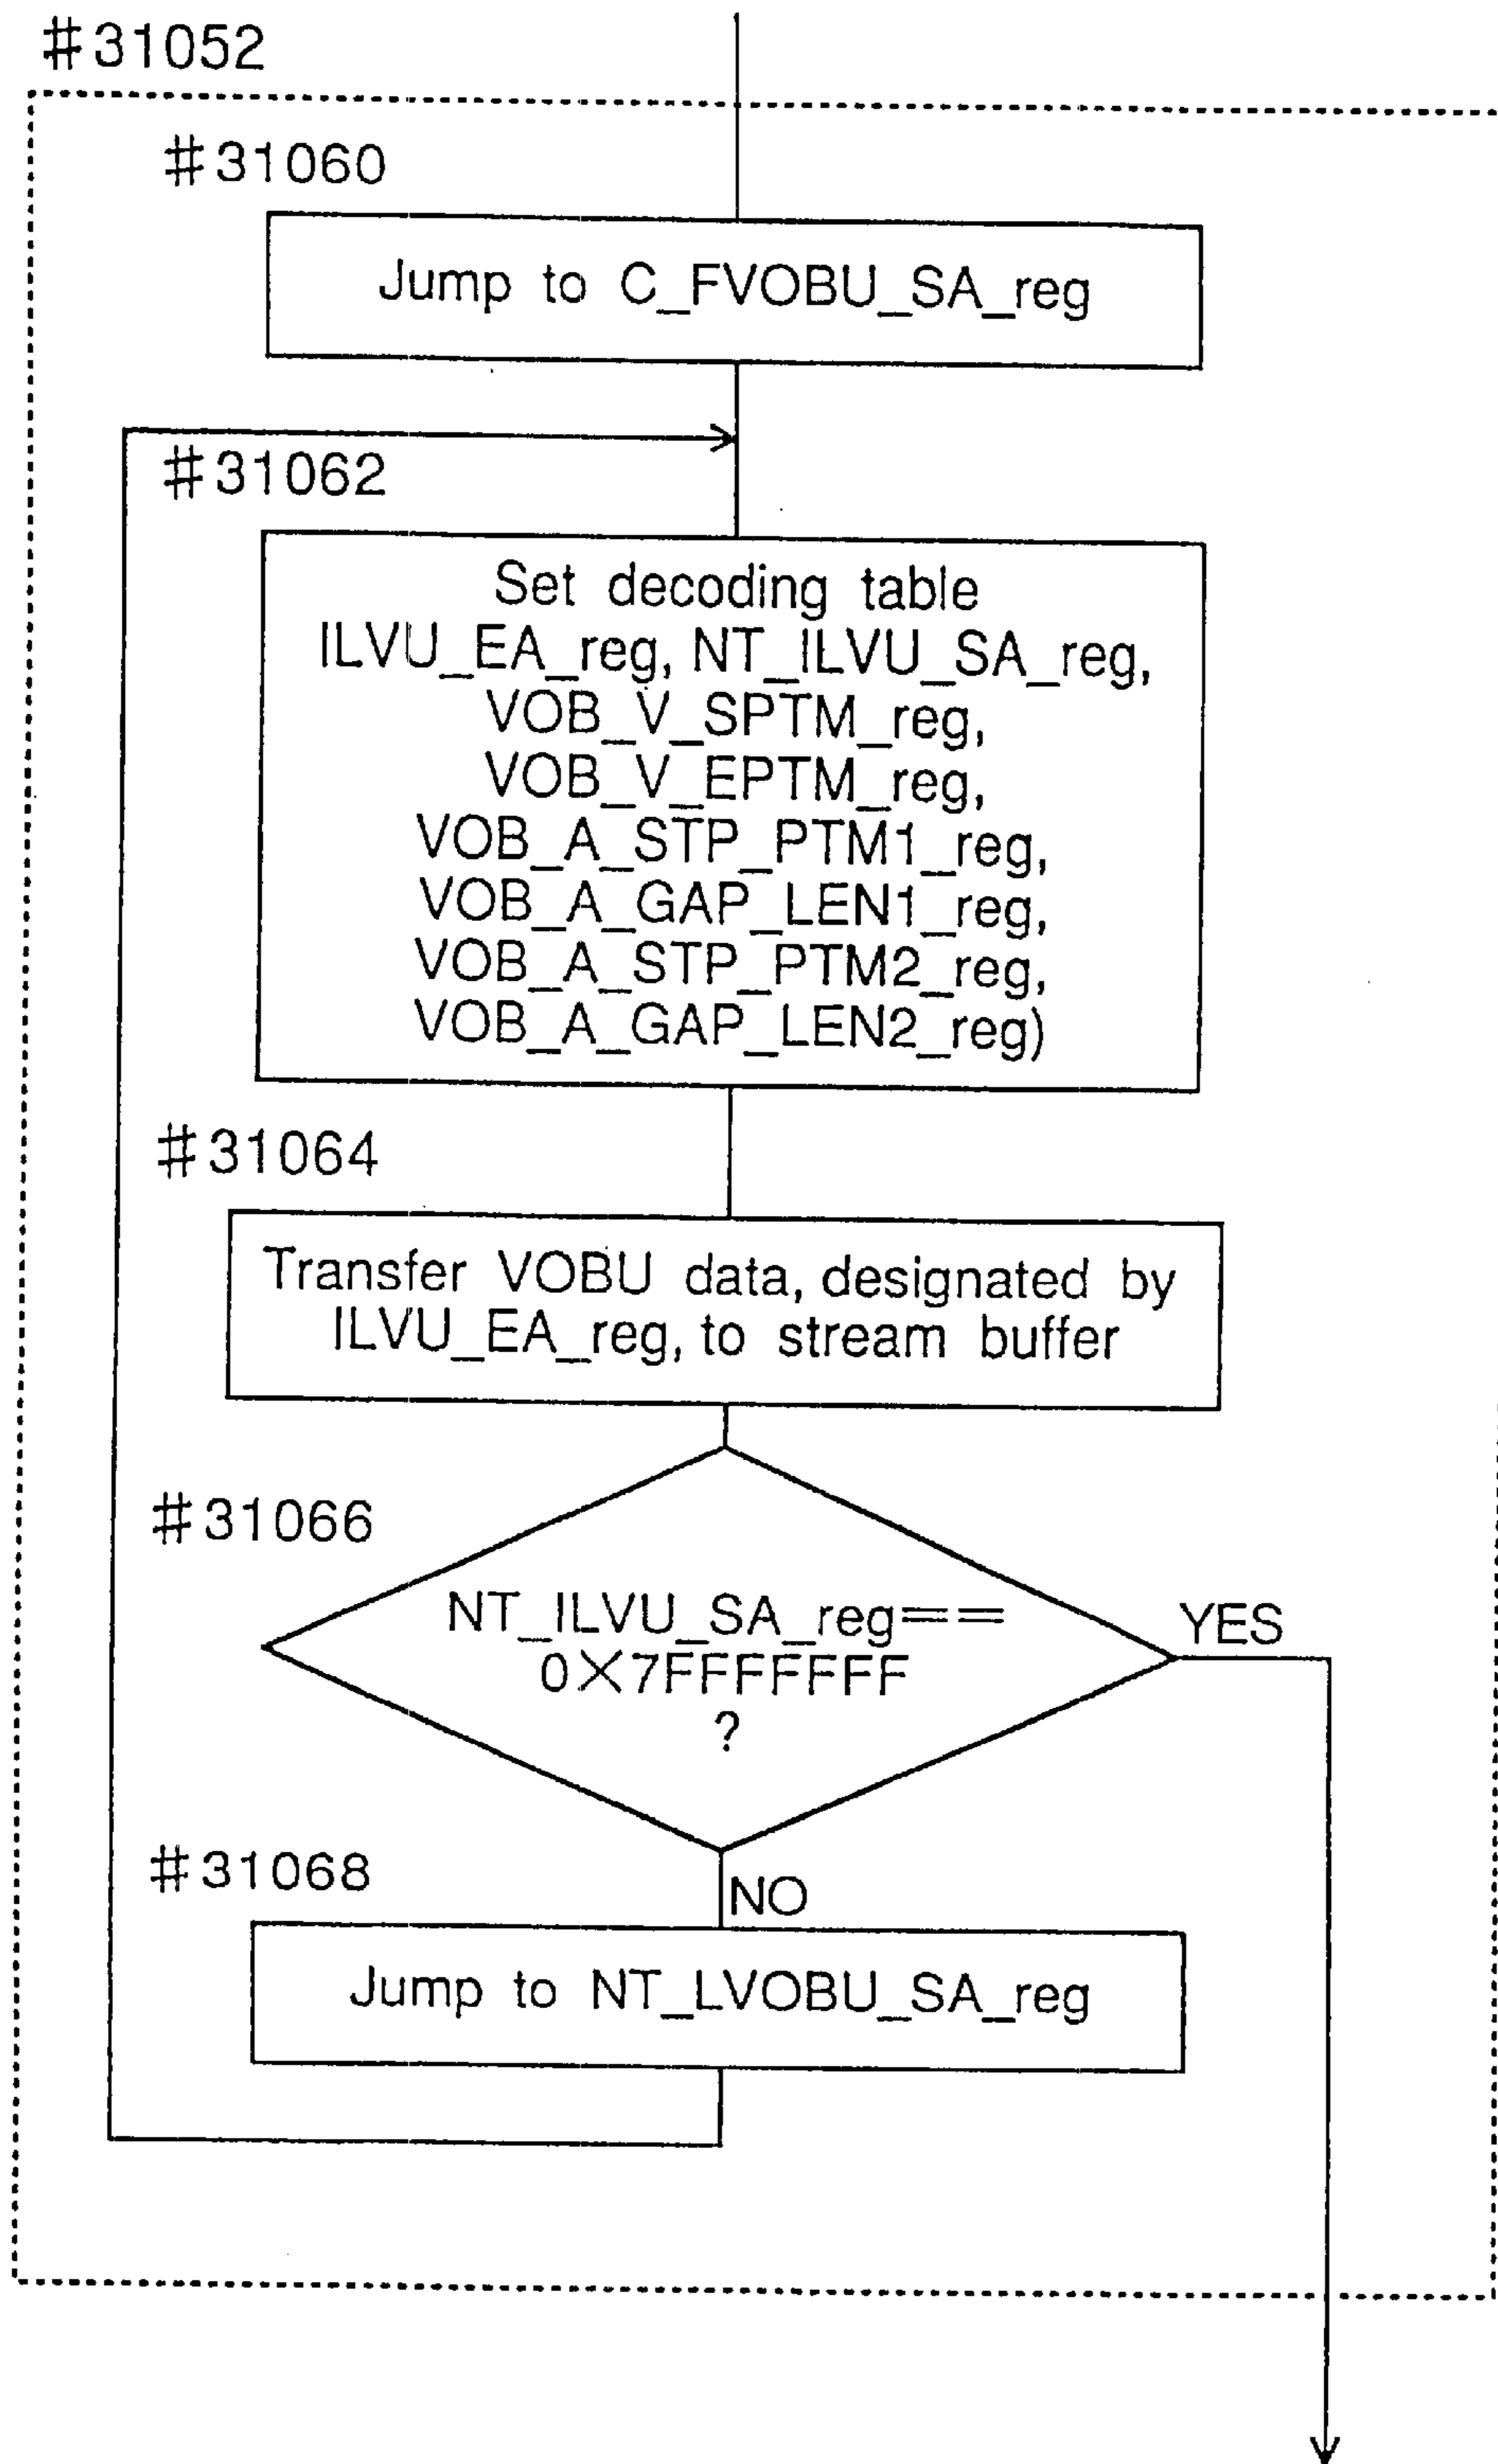 #31052
#31060
Jump to C_FVOBU_SA_reg
#31062
Set decoding table
ILVU_EA_reg, NT_ILVU_SA_reg,
VOB_V_SPTM_reg,
VOB_V_EPTM_reg,
VOB_A_STP_PTM1_reg,
VOB_A_GAP_LEN1_reg,
VOB_A_STP_PTM2_reg,
VOB_A_GAP_LEN2_reg)
#31064
Transfer VOBU data, designated by
ILVU_EA_reg, to stream buffer
#31066
NT_ILVU_SA_reg==
0X7FFFFFFF
?
YES
#31068
NO
Jump to NT_LVOBU_SA_reg